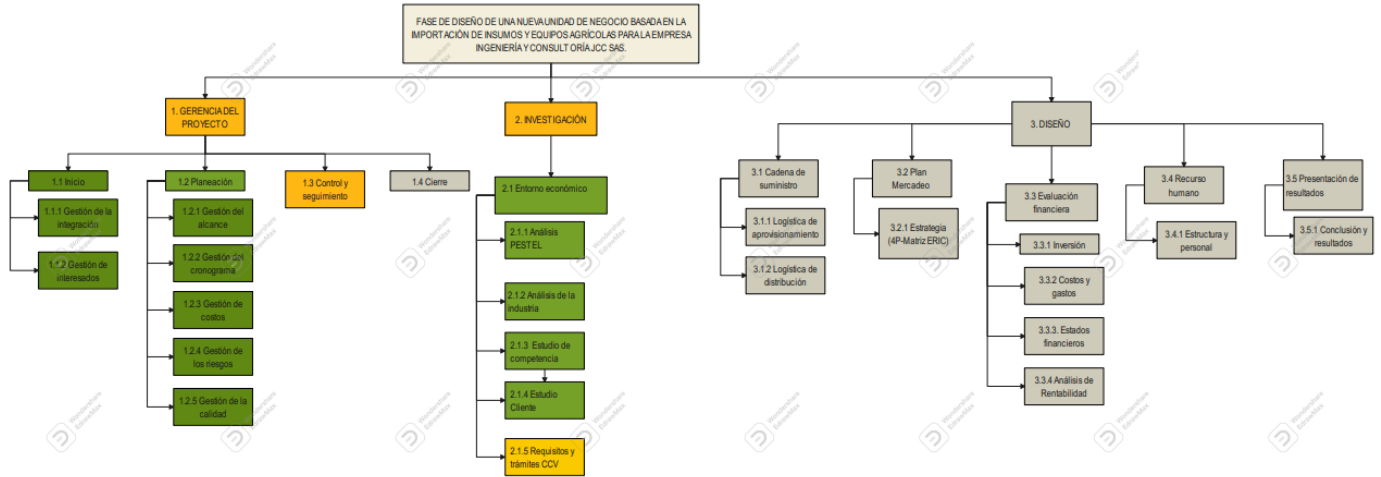 FASE DE DISEÑO DE UNA NUEVA UNIDAD DE NEGOCIO BASADA EN LA
IMPORTACIÓN DE INSUMOS Y EQUIPOS AGRÍCOLAS PARA LA EMPRESA
INGENIERÍA Y CONSULTORÍA JCC SAS.
1. GERENCIA DEL
PROYECTO
2. INVESTIGACIÓN
3. DISEÑO
1.1 Inicio
1.1.1 Gestión de la
integración
1.1.2 Gestión de
interesados
1.2 Planeación
1.2.1 Gestión del
alcance
1.2.2 Gestión del
cronograma
1.2.3 Gestión de
costos
1.2.4 Gestión de
los riesgos
1.2.5 Gestión de la
calidad
1.3 Control y
seguimiento
1.4 Cierre
2.1 Entorno económico
2.1.1 Análisis
PESTEL
2.1.2 Análisis de la
industria
2.1.3 Estudio de
competencia
2.1.4 Estudio
Cliente
2.1.5 Requisitos y
trámites CCV
3.1 Cadena de
suministro
3.1.1 Logística de
aprovisionamiento
3.1.2 Logística de
distribución
3.2 Plan
Mercadeo
3.2.1 Estrategia
(4P-Matriz ERIC)
3.3 Evaluación
financiera
3.3.1 Inversión
3.3.2 Costos y
gastos
3.3.3. Estados
financieros
3.3.4 Análisis de
Rentabilidad
3.4 Recurso
humano
3.4.1 Estructura y
personal
3.5 Presentación de
resultados
3.5.1 Conclusión y
resultados
Wondershare
EdrawMax